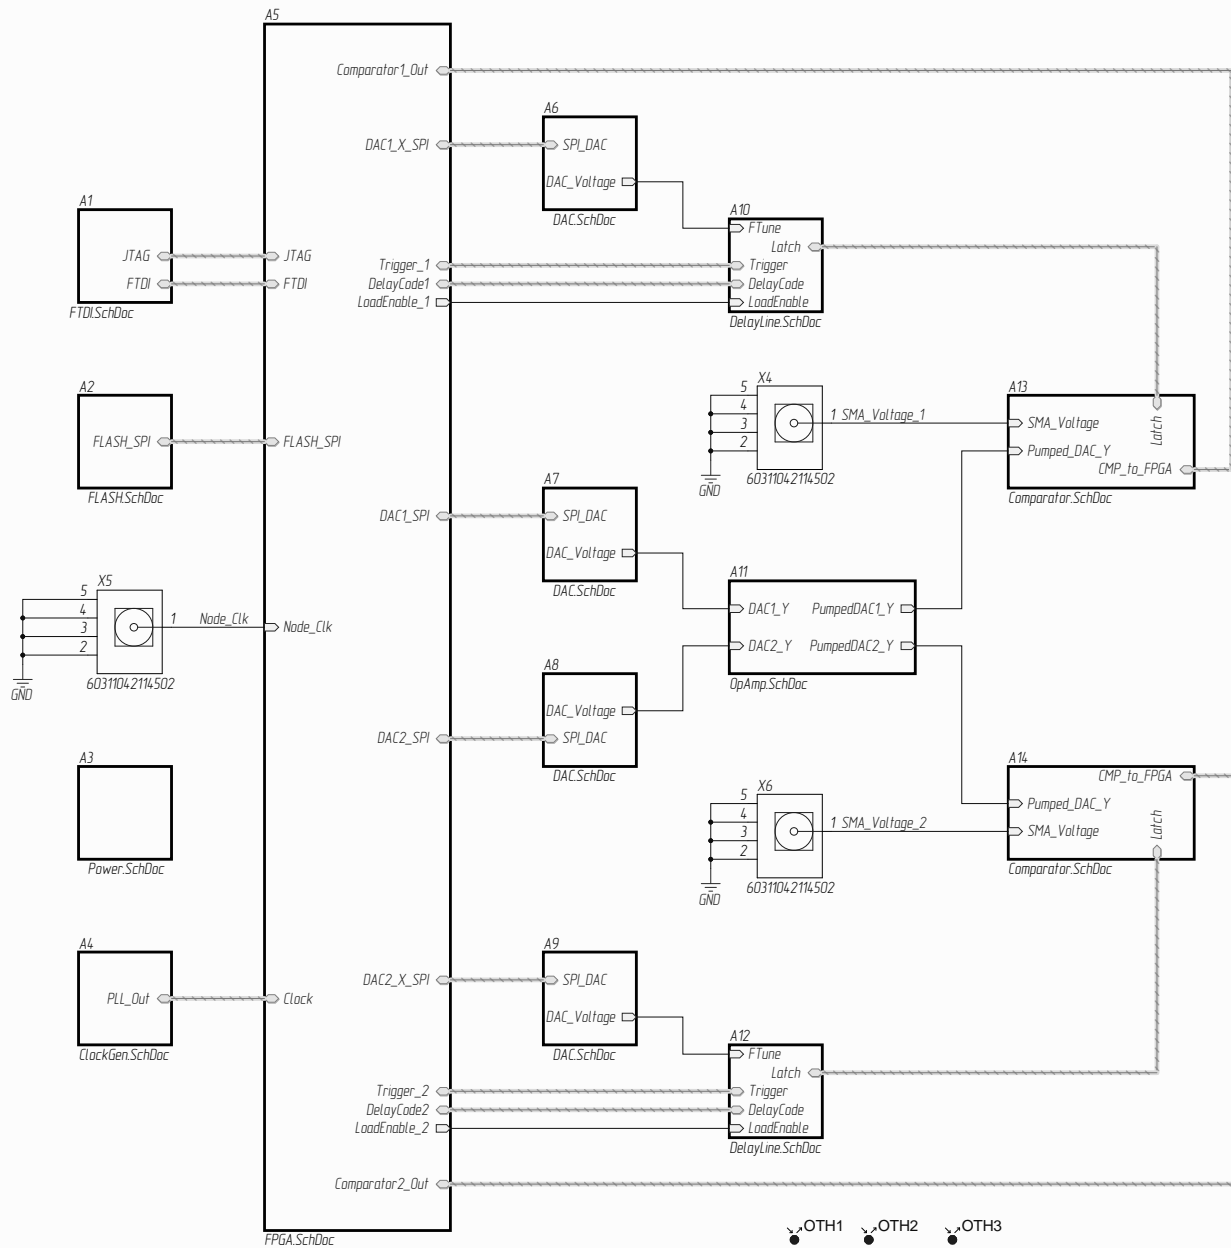 A5
Comparator1_Out
A6
DAC1_X_SPI
SPI_DAC
DAC_Voltage
DAC.SchDoc
A1
JTAG
FTDI
FTDI.SchDoc
JTAG
FTDI
A10
FTune
Latch
Trigger_1
Trigger
DelayCode1
DelayCode
LoadEnable_1
LoadEnable
DelayLine.SchDoc
A2
FLASH_SPI
FLASH.SchDoc
FLASH_SPI
X4
5
4
3
2
1 SMA_Voltage_1
GND
60311042114502
A13
SMA_Voltage
Pumped_DAC_Y
Latch
CMP_to_FPGA
Comparator.SchDoc
A7
DAC1_SPI
SPI_DAC
DAC_Voltage
DAC.SchDoc
X5
5
4
3
2
1
Node_Clk
Node_Clk
GND
60311042114502
A11
DAC1_Y
PumpedDAC1_Y
DAC2_Y
PumpedDAC2_Y
OpAmp.SchDoc
A8
DAC_Voltage
DAC2_SPI
SPI_DAC
DAC.SchDoc
A3
Power.SchDoc
X6
5
4
3
2
1 SMA_Voltage_2
GND
60311042114502
A14
CMP_to_FPGA
Pumped_DAC_Y
SMA_Voltage
Latch
Comparator.SchDoc
A4
PLL_Out
Clock
ClockGen.SchDoc
A9
DAC2_X_SPI
SPI_DAC
DAC_Voltage
DAC.SchDoc
A12
FTune
Latch
Trigger_2
Trigger
DelayCode2
DelayCode
LoadEnable_2
LoadEnable
DelayLine.SchDoc
Comparator2_Out
FPGA.SchDoc
OTH1
OTH2
OTH3